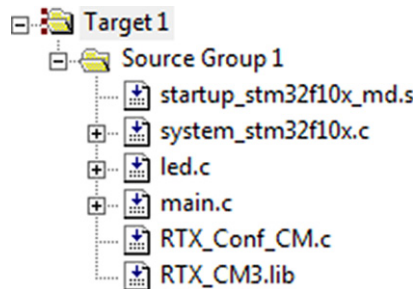 Target 1
Source Group 1
startup_stm32f10x_md.s
system_stm32f10x.c
led.c
main.c
RTX_Conf_CM.c
RTX_CM3.lib